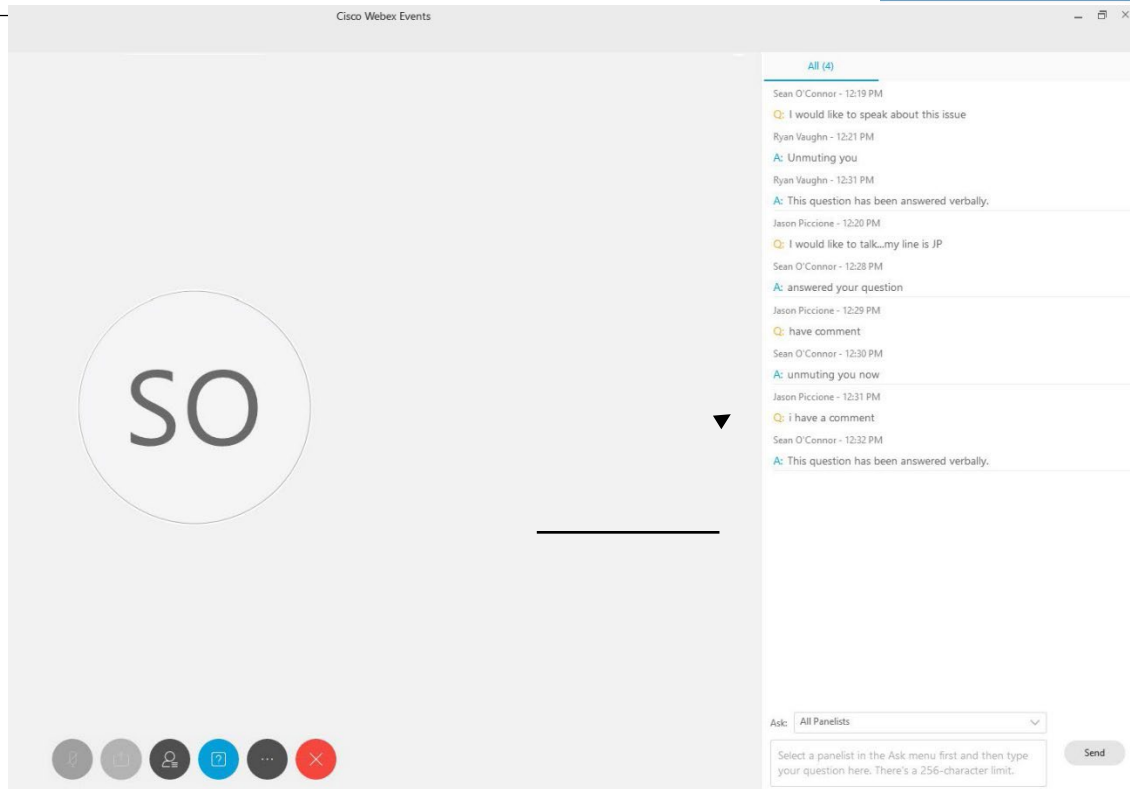 Cisco Webex Events
All (4)
Sean O'Connor - 12:19 PM
Q: I would like to speak about this issue
Ryan Vaughn - 12:21 PM
A: Unmuting you
Ryan Vaughn - 12:31 PM
A: This question has been answered verbally.
Jason Piccione - 12:20 PM
Q: I would like to talk...my line is JP
Sean O'Connor - 12:28 PM
A: answered your question
Jason Piccione - 12:29 PM
Q: have comment
Sean O'Connor - 12:30 PM
A: unmuting you now
Jason Piccione - 12:31 PM
Q: i have a comment
Sean O'Connor - 12:32 PM
A: This question has been answered verbally.
SO
Ask: All Panelists
Select a panelist in the Ask menu first and then type
your question here. There's a 256-character limit.
Send